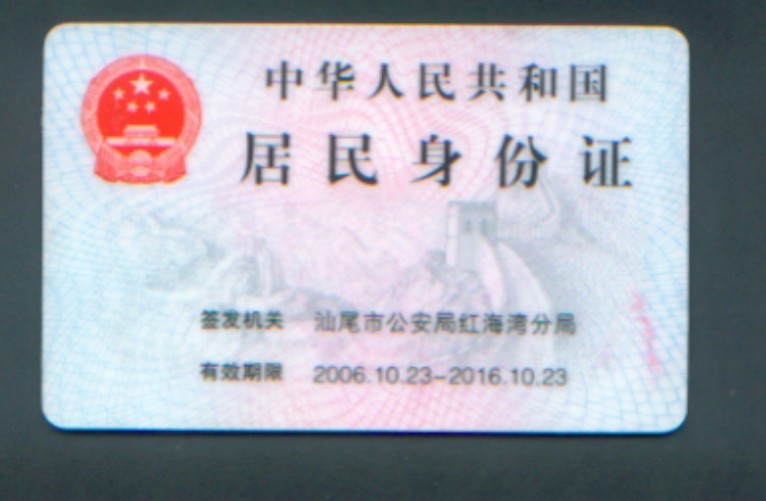 中华人民共和国
居民身份证
签发机关 汕尾市公安局红海湾分局
有效期限 2006.10.23-2016.10.23